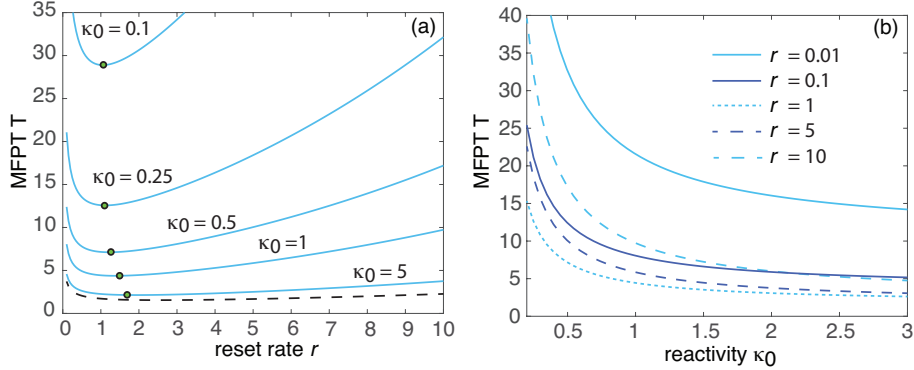 (a)
MFPT T
35
30
25
20
15
10
5
0
κ0 = 0.1
κ0 = 0.25
κ0 = 0.5
κ0 = 1
κ0 = 5
0 1 2 3 4 5 6 7 8 9 10
reset rate r
(b)
MFPT T
40
35
30
25
20
15
10
5
0
r = 0.01
r = 0.1
r = 1
r = 5
r = 10
0.5 1 1.5 2 2.5 3
reactivity κ0